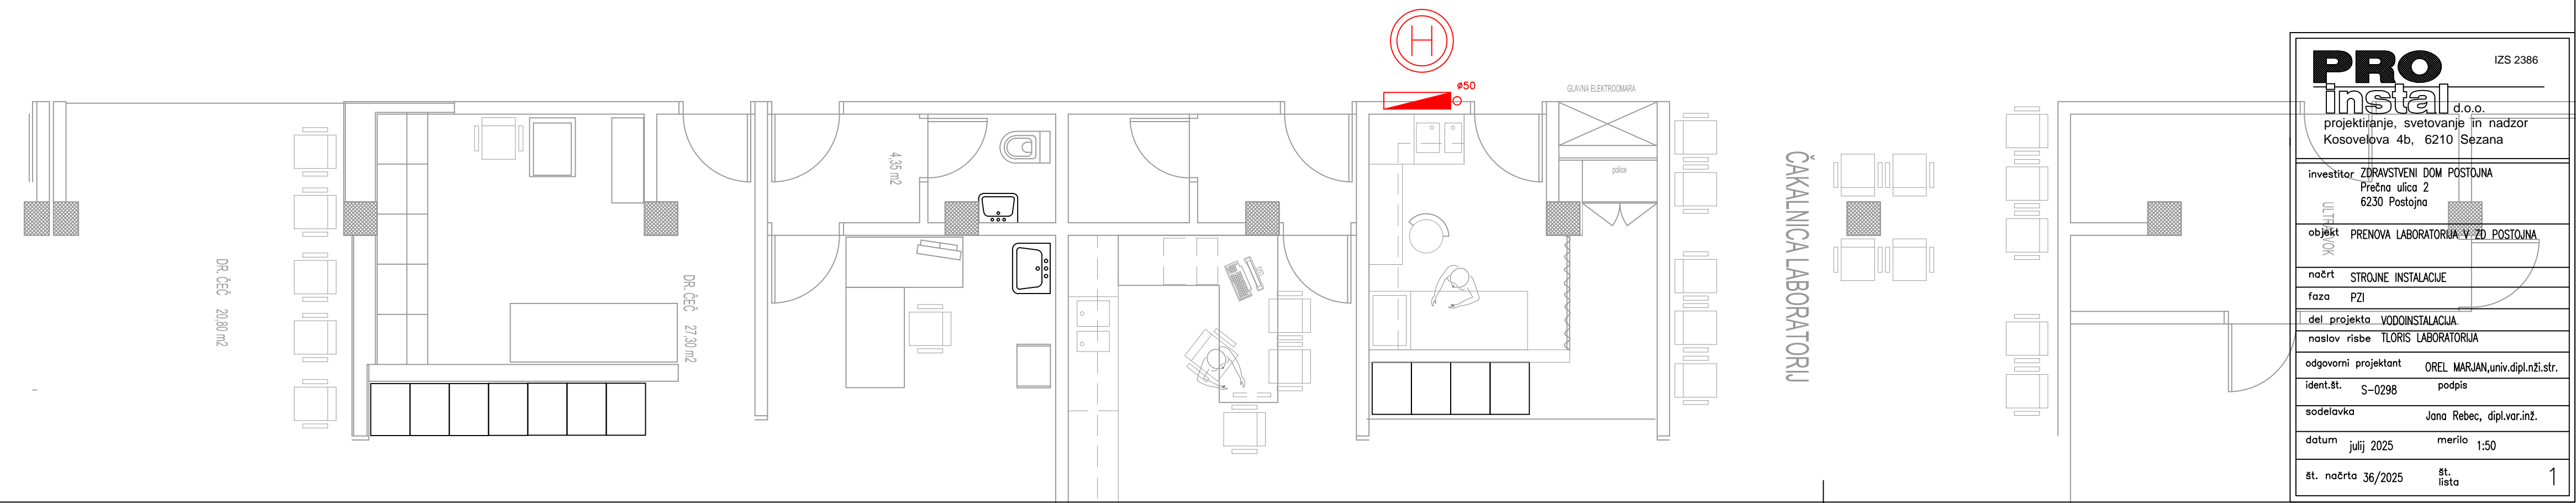 H
ø50
GLAVNA ELEKTROOMARA
4,35 m2
police
DR. ČEČ 20,80 m2
DR. ČEČ 27,30 m2
ČAKALNICA LABORATORIJ
PRO
IZS 2386
instal d.o.o.
projektiranje, svetovanje in nadzor
Kosovelova 4b, 6210 Sezana
investitor ZDRAVSTVENI DOM POSTOJNA
Prečna ulica 2
6230 Postojna
objekt PRENOVA LABORATORIJA V ZD POSTOJNA
načrt STROJNE INSTALACIJE
faza PZI
del projekta VODOINSTALACIJA
naslov risbe TLORIS LABORATORIJA
odgovorni projektant OREL MARJAN,univ.dipl.nži.str.
ident.št. S-0298 podpis
sodelavka Jana Rebec, dipl.var.inž.
datum julij 2025 merilo 1:50
št. načrta 36/2025 št. lista 1